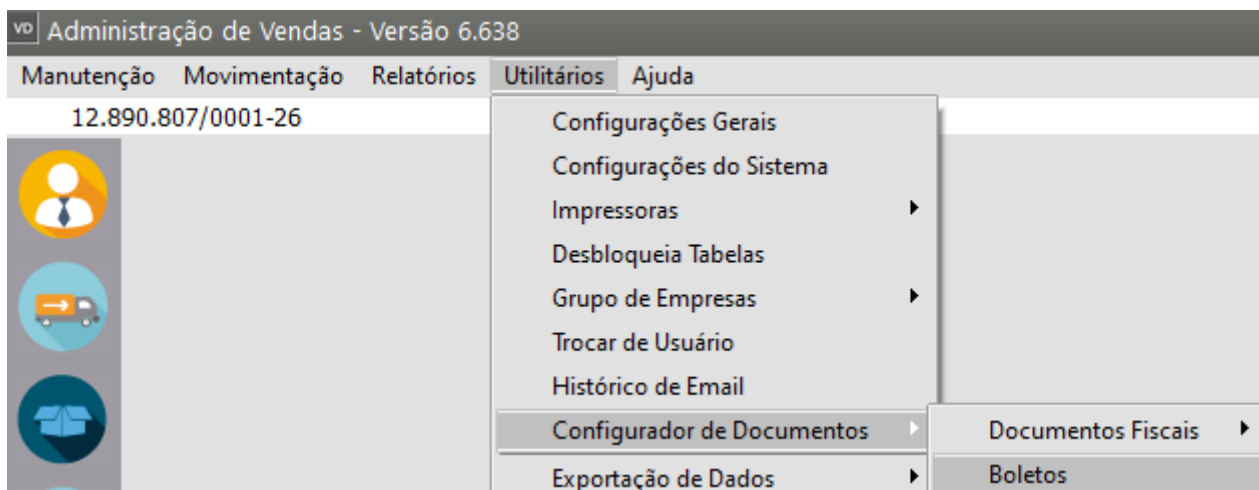 VD Administração de Vendas - Versão 6.638
Manutenção Movimentação Relatórios Utilitários Ajuda
12.890.807/0001-26
Configurações Gerais
Configurações do Sistema
Impressoras
Desbloqueia Tabelas
Grupo de Empresas
Trocar de Usuário
Histórico de Email
Configurador de Documentos Documentos Fiscais
Exportação de Dados Boletos